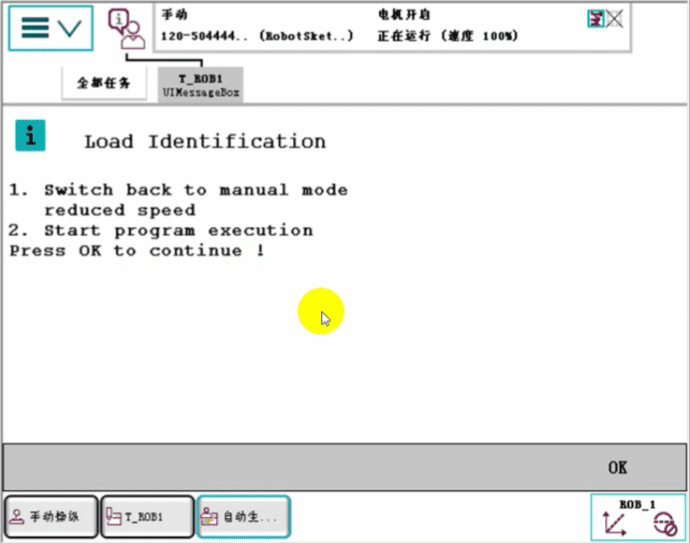 手动
电机开启
120-504444.. (RobotSket..)
正在运行 (速度 100%)
全部任务
T_ROB1
UIMessageBox
i
Load Identification
1. Switch back to manual mode
reduced speed
2. Start program execution
Press OK to continue !
OK
手动操纵
T_ROB1
自动生...
ROB_1